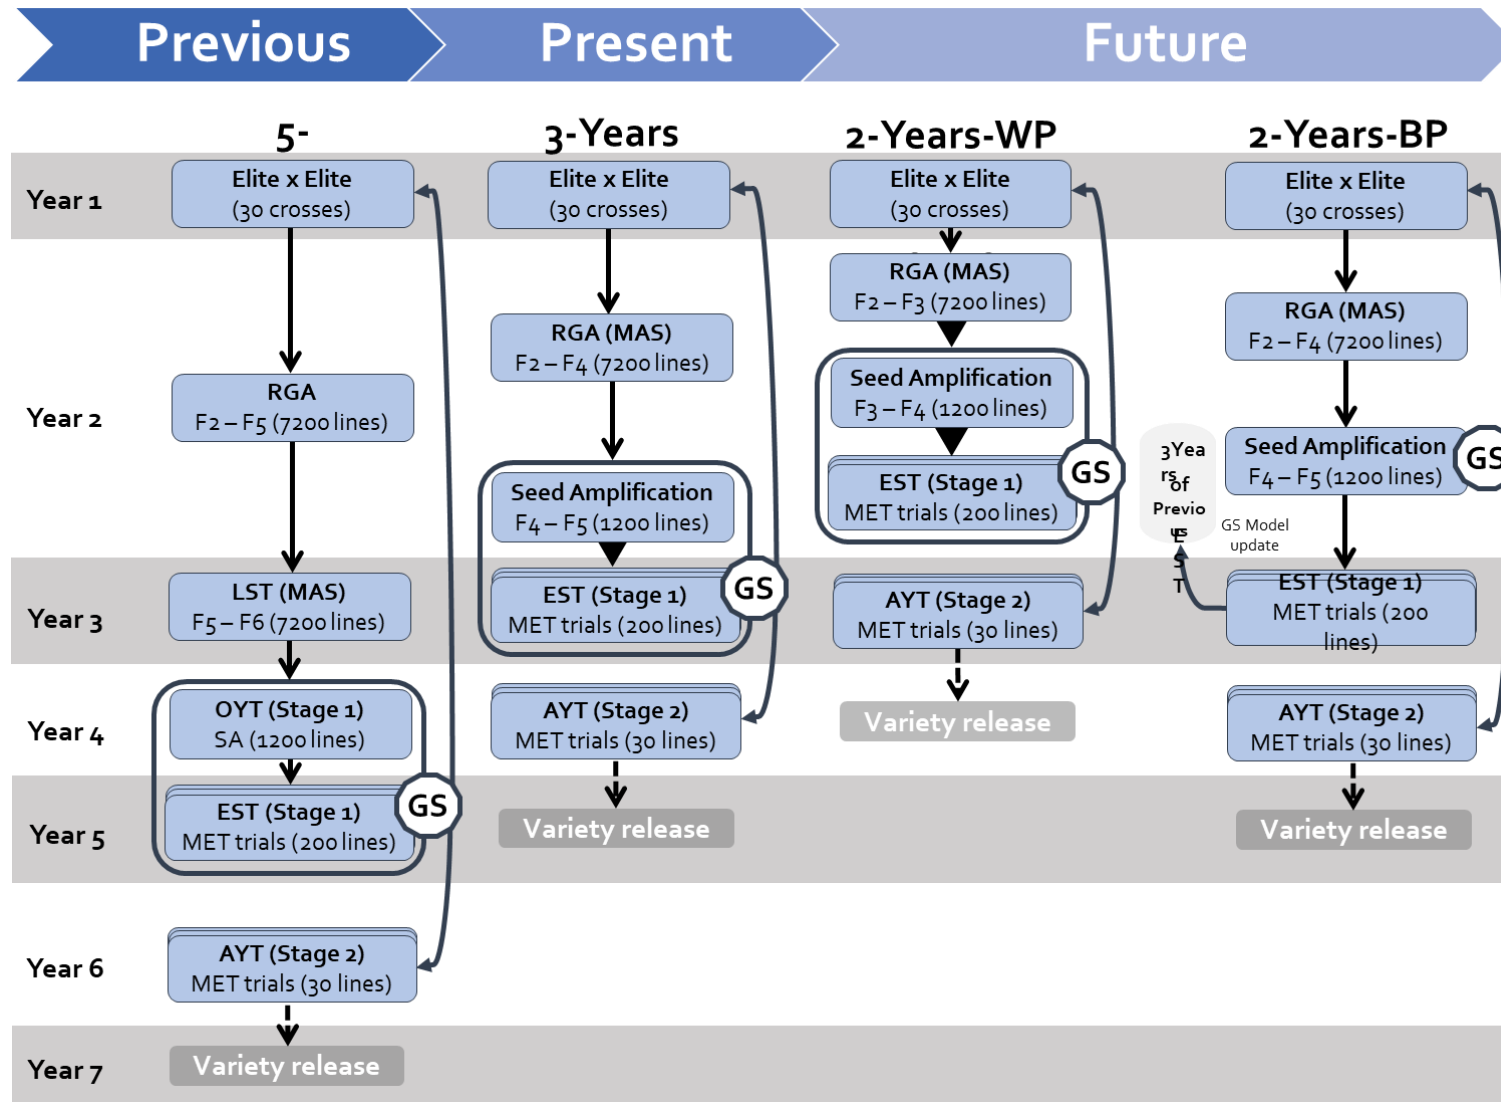 Previous
Present
Future
5-
3-Years
2-Years-WP
2-Years-BP
Year 1
Year 2
Year 3
Year 4
Year 5
Year 6
Year 7
Elite x Elite
(30 crosses)
RGA
F2 – F5 (7200 lines)
LST (MAS)
F5 – F6 (7200 lines)
OYT (Stage 1)
SA (1200 lines)
EST (Stage 1)
MET trials (200 lines)
GS
AYT (Stage 2)
MET trials (30 lines)
Variety release
Elite x Elite
(30 crosses)
RGA (MAS)
F2 – F4 (7200 lines)
Seed Amplification
F4 – F5 (1200 lines)
EST (Stage 1)
MET trials (200 lines)
GS
AYT (Stage 2)
MET trials (30 lines)
Variety release
Elite x Elite
(30 crosses)
RGA (MAS)
F2 – F3 (7200 lines)
Seed Amplification
F3 – F4 (1200 lines)
EST (Stage 1)
MET trials (200 lines)
GS
AYT (Stage 2)
MET trials (30 lines)
Variety release
Elite x Elite
(30 crosses)
RGA (MAS)
F2 – F4 (7200 lines)
Seed Amplification
F4 – F5 (1200 lines)
GS
3Yea
rs of
Previo
us
EST
GS Model
update
EST (Stage 1)
MET trials (200
lines)
AYT (Stage 2)
MET trials (30 lines)
Variety release